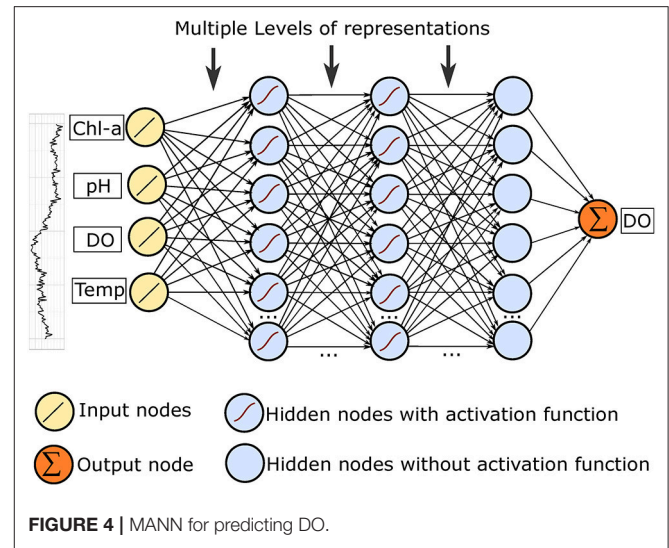 Multiple Levels of representations
Chl-a
pH
DO
Temp
Σ
DO
...
...
...
...
...
Input nodes
Hidden nodes with activation function
Σ
Output node
Hidden nodes without activation function
FIGURE 4 | MANN for predicting DO.